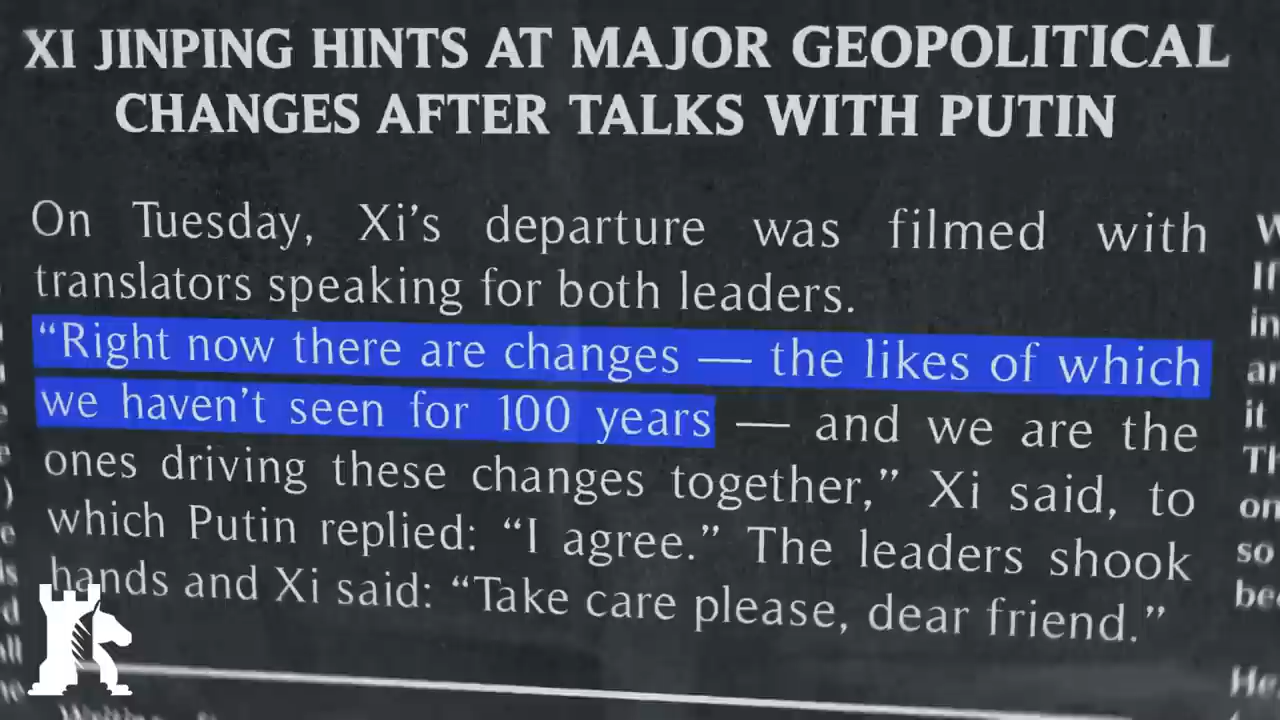 XI JINPING HINTS AT MAJOR GEOPOLITICAL
CHANGES AFTER TALKS WITH PUTIN
On Tuesday, Xi’s departure was filmed with
translators speaking for both leaders.
“Right now there are changes — the likes of which
we haven’t seen for 100 years — and we are the
ones driving these changes together,” Xi said, to
which Putin replied: “I agree.” The leaders shook
hands and Xi said: “Take care please, dear friend.”